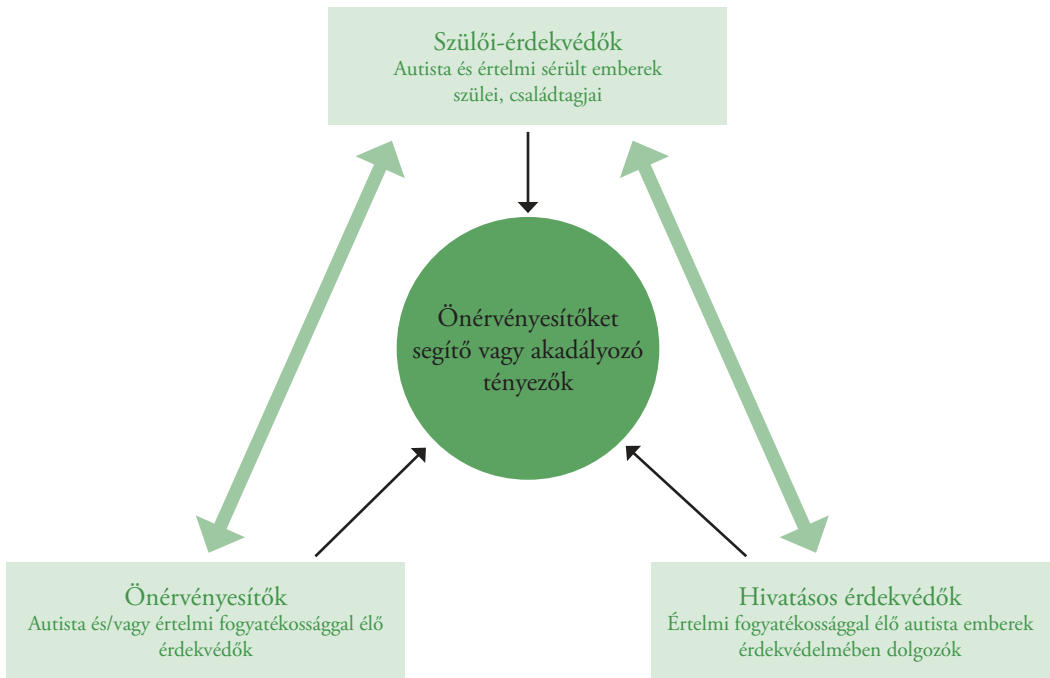 Szülői-érdekvédők
Autista és értelmi sérült emberek
szülei, családtagjai
Önérvényesítőket
segítő vagy akadályozó
tényezők
Önérvényesítők
Autista és/vagy értelmi fogyatékossággal élő
érdekvédők
Hivatásos érdekvédők
Értelmi fogyatékossággal élő autista emberek
érdekvédelmében dolgozók